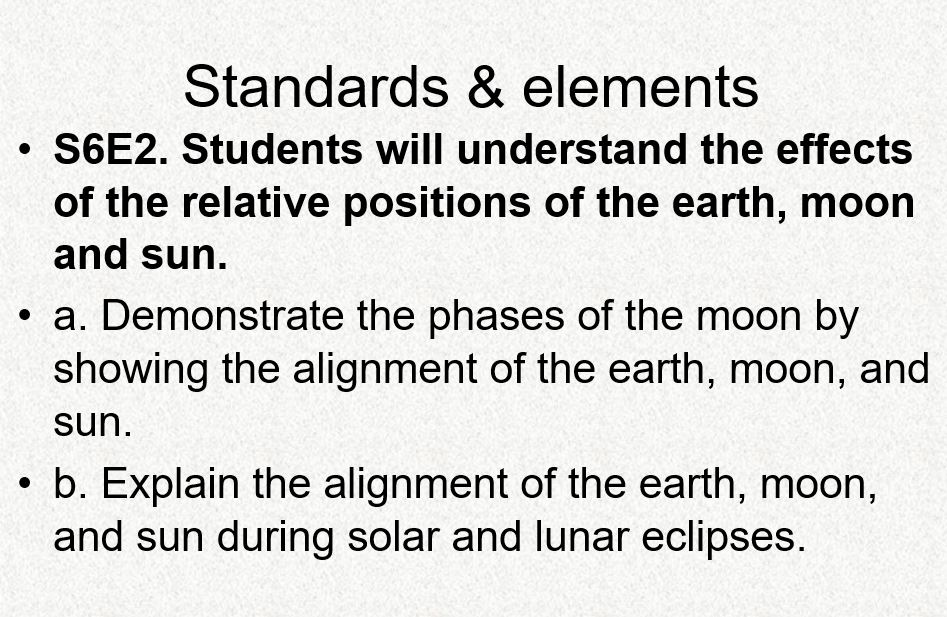 Standards & elements
• S6E2. Students will understand the effects
of the relative positions of the earth, moon
and sun.
• a. Demonstrate the phases of the moon by
showing the alignment of the earth, moon, and
sun.
• b. Explain the alignment of the earth, moon,
and sun during solar and lunar eclipses.